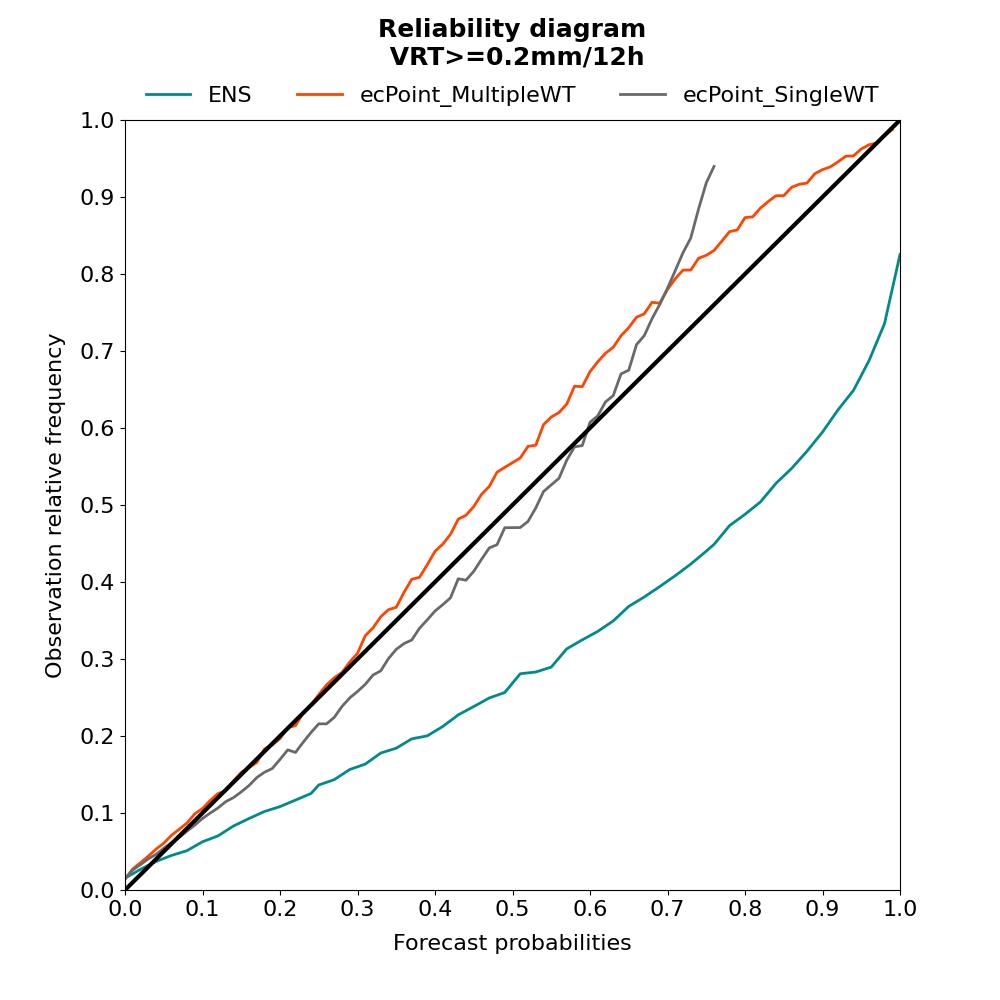 Reliability diagram
VRT>=0.2mm/12h
ENS ecPoint_MultipleWT ecPoint_SingleWT
1.0
0.9
0.8
0.7
0.6
0.5
0.4
0.3
0.2
0.1
0.0
Observation relative frequency
0.0 0.1 0.2 0.3 0.4 0.5 0.6 0.7 0.8 0.9 1.0
Forecast probabilities